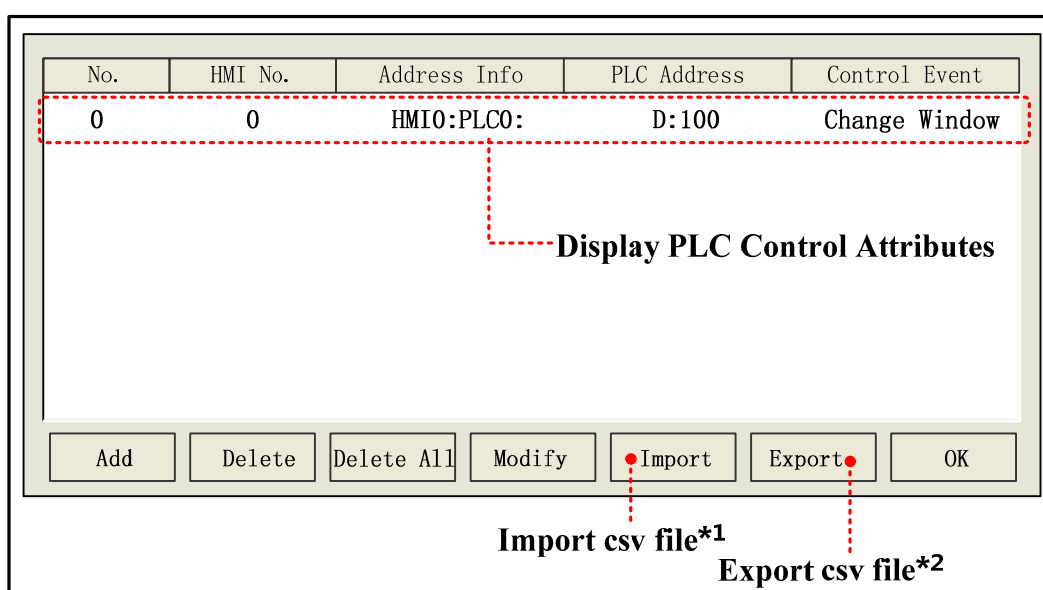 No. HMI No. Address Info PLC Address Control Event
0 0 HMI0:PLC0: D:100 Change Window
Display PLC Control Attributes
Add Delete Delete All Modify Import Export OK
Import csv file*1
Export csv file*2